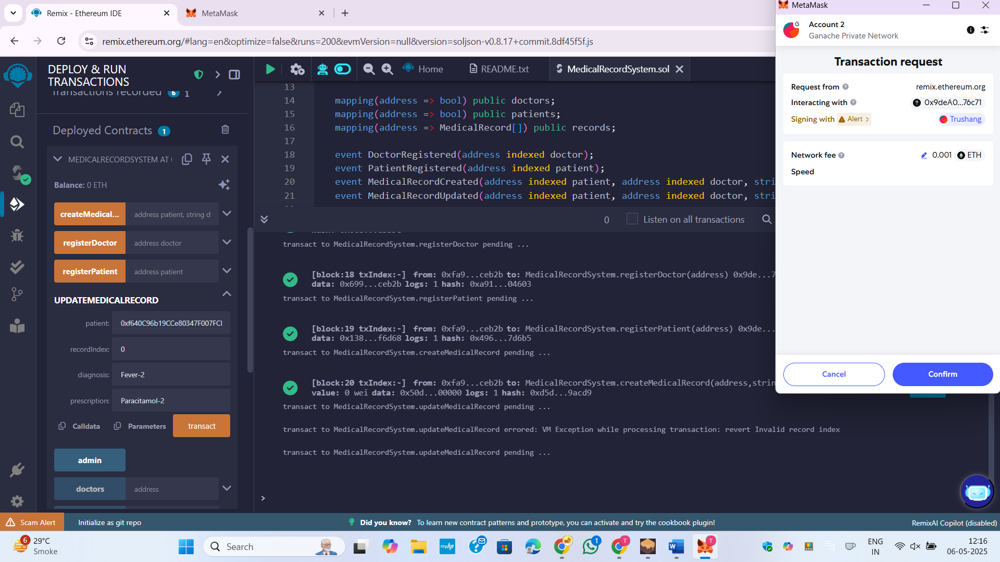 Remix - Ethereum IDE
MetaMask
remix.ethereum.org/#lang=en&optimize=false&runs=200&evmVersion=null&version=soljson-v0.8.17+commit.8df45f5f.js
DEPLOY & RUN
TRANSACTIONS
Transactions recorded 6 1
Deployed Contracts 1
MEDICALRECORDSYSTEM AT
Balance: 0 ETH
createMedical... address patient, string d
registerDoctor address doctor
registerPatient address patient
UPDATEMEDICALRECORD
patient: 0xf640C96b19CCe80347F007FC
recordIndex: 0
diagnosis: Fever-2
prescription: Paracitamol-2
Calldata Parameters transact
admin
doctors address
Home README.txt MedicalRecordSystem.sol
13
14 mapping(address => bool) public doctors;
15 mapping(address => bool) public patients;
16 mapping(address => MedicalRecord[]) public records;
17
18 event DoctorRegistered(address indexed doctor);
19 event PatientRegistered(address indexed patient);
20 event MedicalRecordCreated(address indexed patient, address indexed doctor, stri
21 event MedicalRecordUpdated(address indexed patient, address indexed doctor, stri
0 Listen on all transactions
transact to MedicalRecordSystem.registerDoctor pending ...
[block:18 txIndex:-] from: 0xfa9...ceb2b to: MedicalRecordSystem.registerDoctor(address) 0x9de...7
data: 0x699...ceb2b logs: 1 hash: 0xa91...04603
transact to MedicalRecordSystem.registerPatient pending ...
[block:19 txIndex:-] from: 0xfa9...ceb2b to: MedicalRecordSystem.registerPatient(address) 0x9de...
data: 0x138...f6d68 logs: 1 hash: 0x496...7d6b5
transact to MedicalRecordSystem.createMedicalRecord pending ...
[block:20 txIndex:-] from: 0xfa9...ceb2b to: MedicalRecordSystem.createMedicalRecord(address,string
value: 0 wei data: 0x50d...00000 logs: 1 hash: 0xd5d...9acd9
transact to MedicalRecordSystem.updateMedicalRecord pending ...
transact to MedicalRecordSystem.updateMedicalRecord errored: VM Exception while processing transaction: revert Invalid record index
transact to MedicalRecordSystem.updateMedicalRecord pending ...
>
MetaMask
G
Account 2
Ganache Private Network
Transaction request
Request from remix.ethereum.org
Interacting with 0x9deA0...76c71
Signing with Alert > Trushang
Network fee 0.001 ETH
Speed
Cancel Confirm
Scam Alert Initialize as git repo Did you know? To learn new contract patterns and prototype, you can activate and try the cookbook plugin! RemixAI Copilot (disabled)
6 29°C
Smoke
Search
myhp
1
T
T
ENG
IN
12:16
06-05-2025